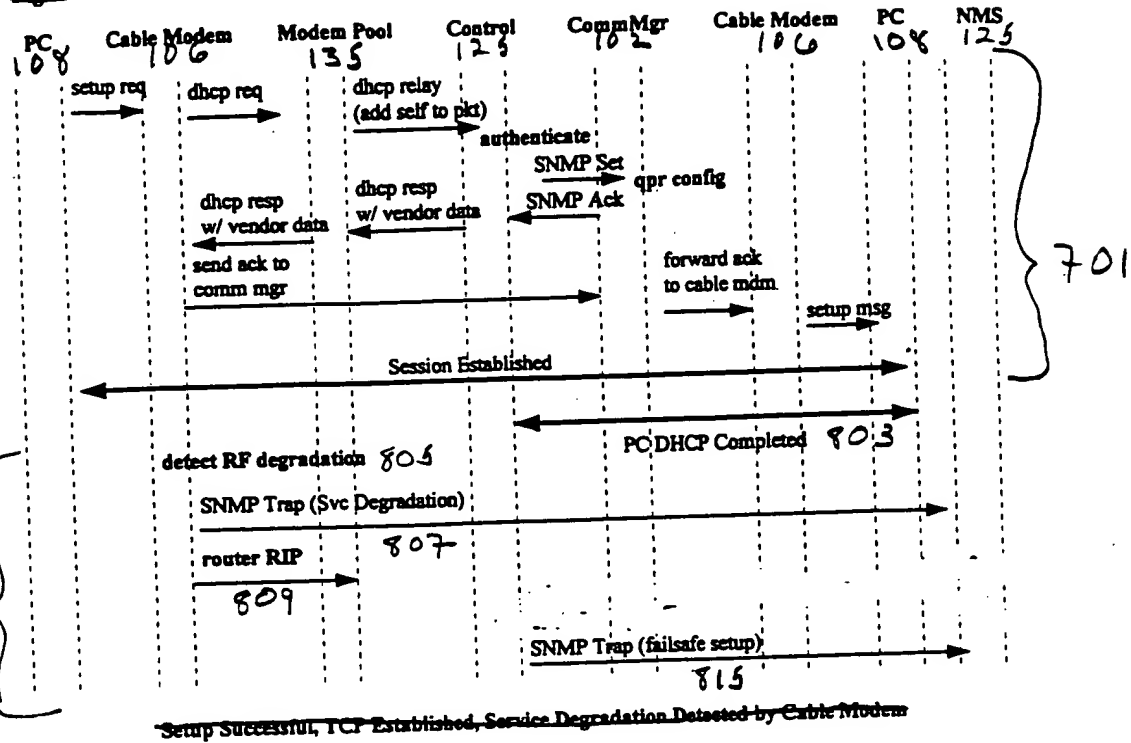 PC Cable Modem Modem Pool Control CommMgr Cable Modem PC NMS
108 106 135 125 102 106 108 125
setup req
dhcp req
dhcp relay
(add self to pkt)
authenticate
SNMP Set
qpr config
SNMP Ack
dhcp resp
w/ vendor data
dhcp resp
w/ vendor data
send ack to
comm mgr
forward ack
to cable mdm
setup msg
701
Session Established
PC DHCP Completed 803
detect RF degradation 805
SNMP Trap (Svc Degradation)
807
router RIP
809
SNMP Trap (failsafe setup)
815
Setup Successful, TCP Established, Service Degradation Detected by Cable Modem